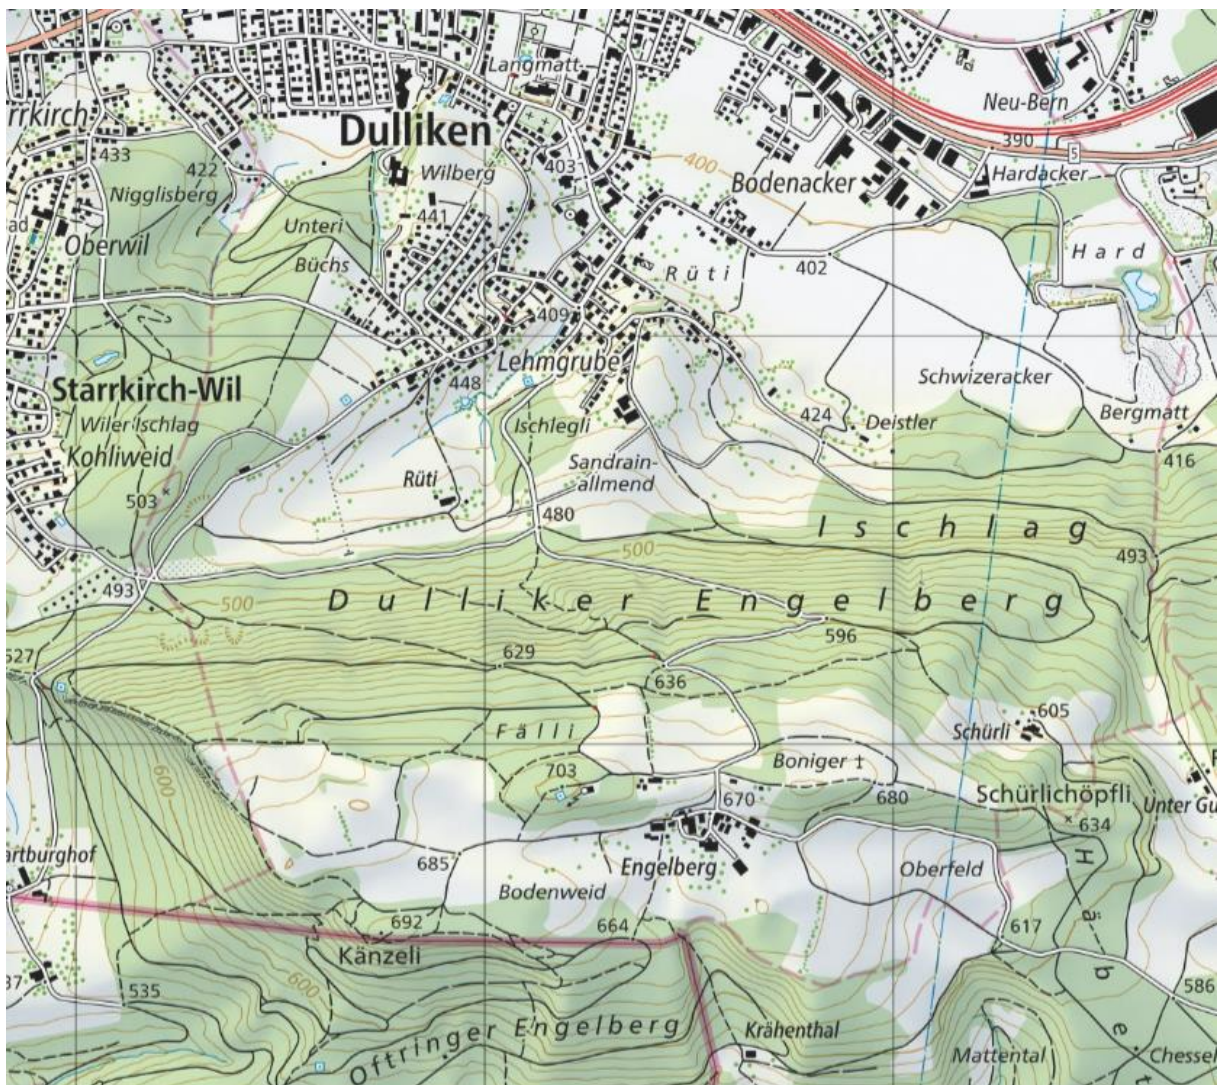 Langmatt
rrkirch
Dulliken
Neu-Bern
433
422
403
400
390
5
Nigglisberg
Wilberg
Bodenacker
Hardacker
ad
Oberwil
Unteri
441
Büchs
Rüti
402
Hard
409
Lehmgrube
Starrkirch-Wil
448
Schwizeracker
Wiler Ischlag
Ischlegli
424
Deistler
Bergmatt
Kohliweid
Sandrain-
allmend
416
503
Rüti
480
Ischlag
500
493
493
500
Dulliker Engelberg
596
527
629
636
605
Schürli
Fälli
600
703
Boniger
670
680
Schürlichöpfli
Unter Gu
634
artburghof
685
Engelberg
Oberfeld
Bodenweid
692
664
617
Känzeli
600
37
535
586
Oftringer Engelberg
Krähenthal
Mattental
Chessel